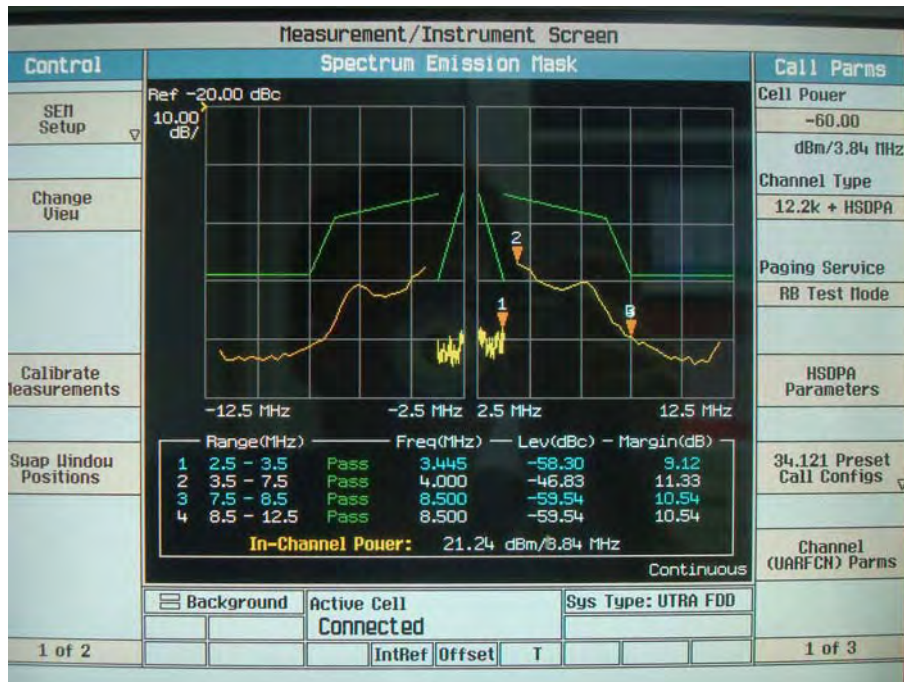 Measurement/Instrument Screen
Control
Spectrum Emission Mask
Call Parms
SEM
Setup
Change
View
Calibrate
Measurements
Swap Window
Positions
1 of 2
Ref -20.00 dBc
10.00
dB/
2
1
3
-12.5 MHz
-2.5 MHz
2.5 MHz
12.5 MHz
Range(MHz) Freq(MHz) Lev(dBc) Margin(dB)
1 2.5 - 3.5 Pass 3.445 -58.30 9.12
2 3.5 - 7.5 Pass 4.000 -46.83 11.33
3 7.5 - 8.5 Pass 8.500 -59.54 10.54
4 8.5 - 12.5 Pass 8.500 -59.54 10.54
In-Channel Power: 21.24 dBm/3.84 MHz
Continuous
Background
Active Cell
Connected
Sys Type: UTRA FDD
IntRef
Offset
T
Cell Power
-60.00
dBm/3.84 MHz
Channel Type
12.2k + HSDPA
Paging Service
RB Test Mode
HSDPA
Parameters
34.121 Preset
Call Configs
Channel
(UARFCN) Parms
1 of 3